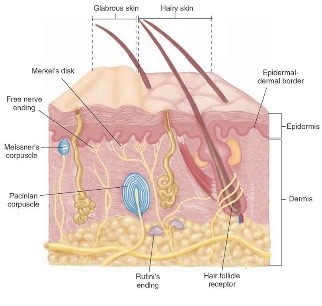 Glabrous skin
Hairy skin
Merkel's disk
Epidermal-
dermal border
Free nerve
ending
Epidermis
Meissner's
corpuscle
Pacinian
corpuscle
Dermis
Rufini's
ending
Hair follicle
receptor